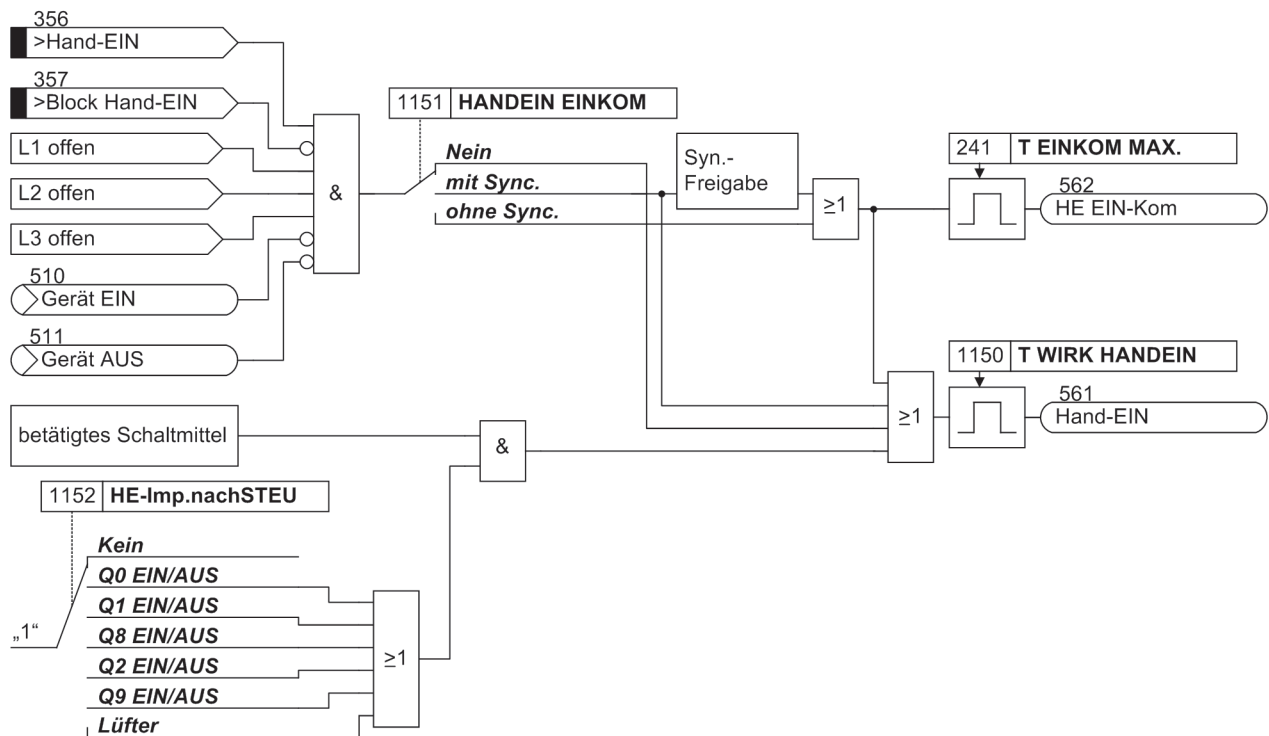 356
>Hand-EIN
357
>Block Hand-EIN
L1 offen
L2 offen
L3 offen
510
Gerät EIN
511
Gerät AUS
&
1151 HANDEIN EINKOM
Nein
mit Sync.
ohne Sync.
Syn.-
Freigabe
≥1
241 T EINKOM MAX.
562
HE EIN-Kom
1150 T WIRK HANDEIN
≥1
561
Hand-EIN
betätigtes Schaltmittel
&
1152 HE-Imp.nachSTEU
Kein
Q0 EIN/AUS
Q1 EIN/AUS
Q8 EIN/AUS
Q2 EIN/AUS
Q9 EIN/AUS
Lüfter
„1“
≥1